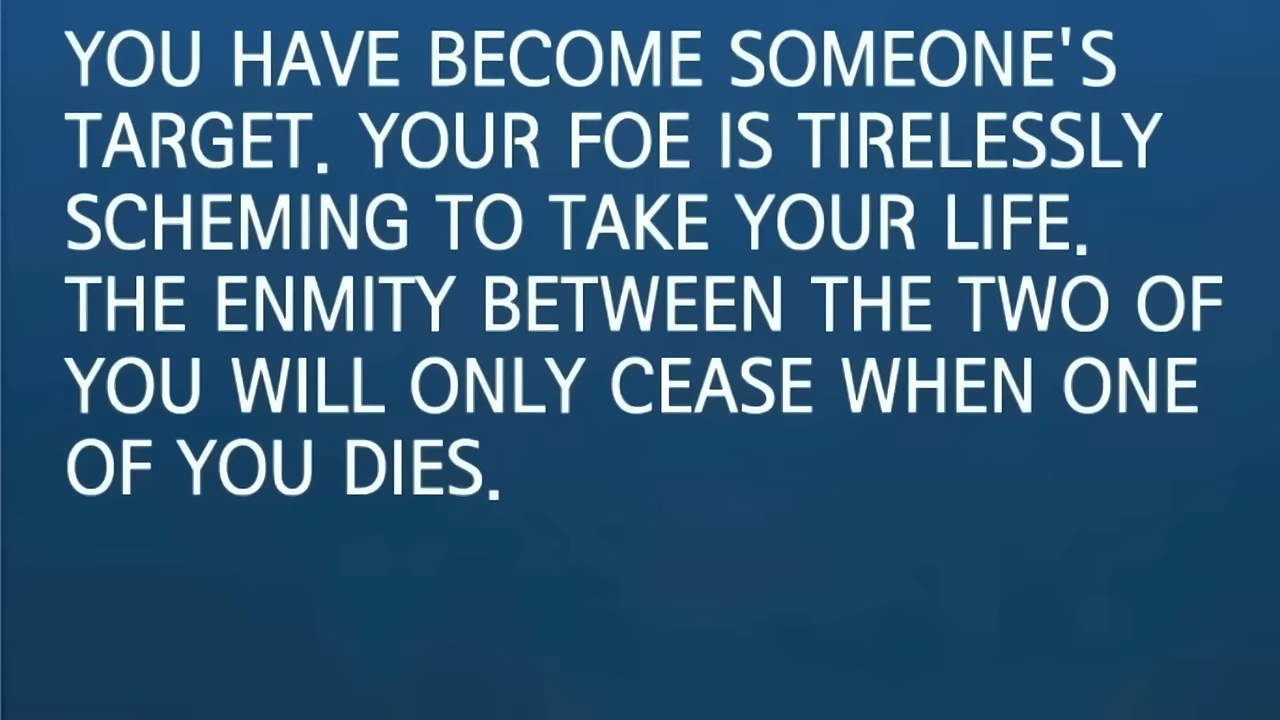 YOU HAVE BECOME SOMEONE'S
TARGET. YOUR FOE IS TIRELESSLY
SCHEMING TO TAKE YOUR LIFE.
THE ENMITY BETWEEN THE TWO OF
YOU WILL ONLY CEASE WHEN ONE
OF YOU DIES.